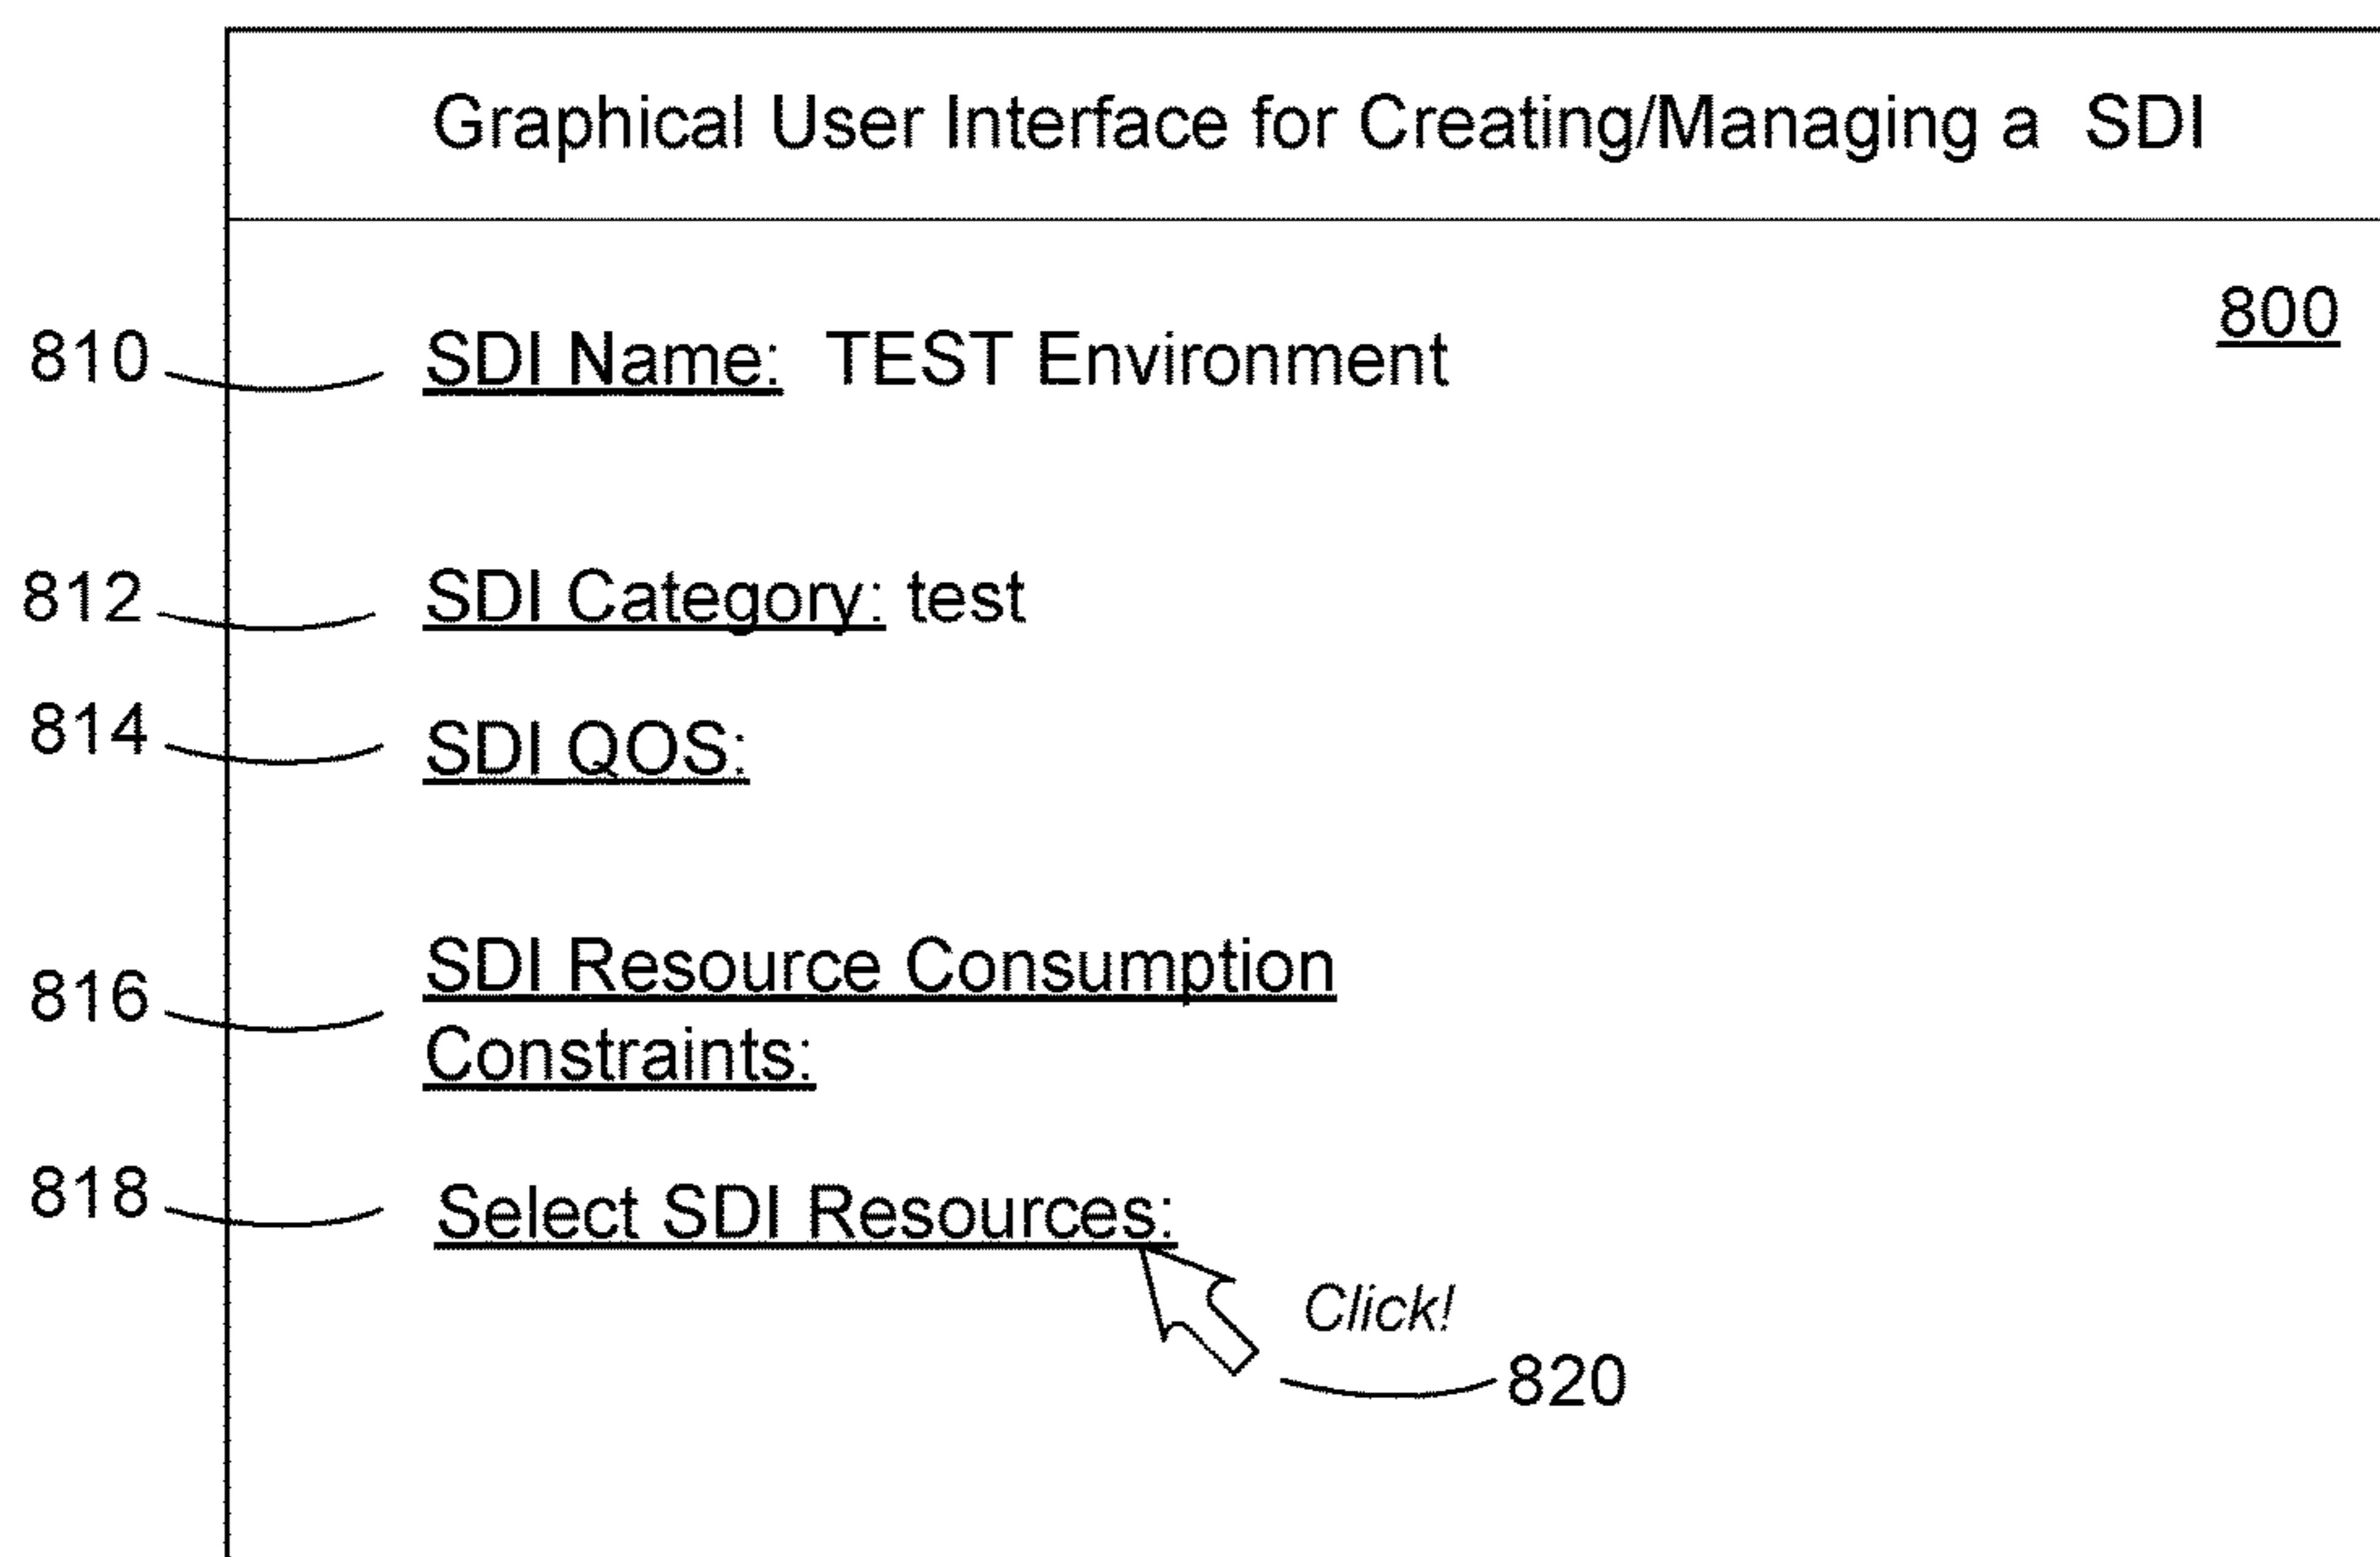 Graphical User Interface for Creating/Managing a SDI
800
810 SDI Name: TEST Environment
812 SDI Category: test
814 SDI QOS:
816 SDI Resource Consumption
Constraints:
818 Select SDI Resources:
Click!
820